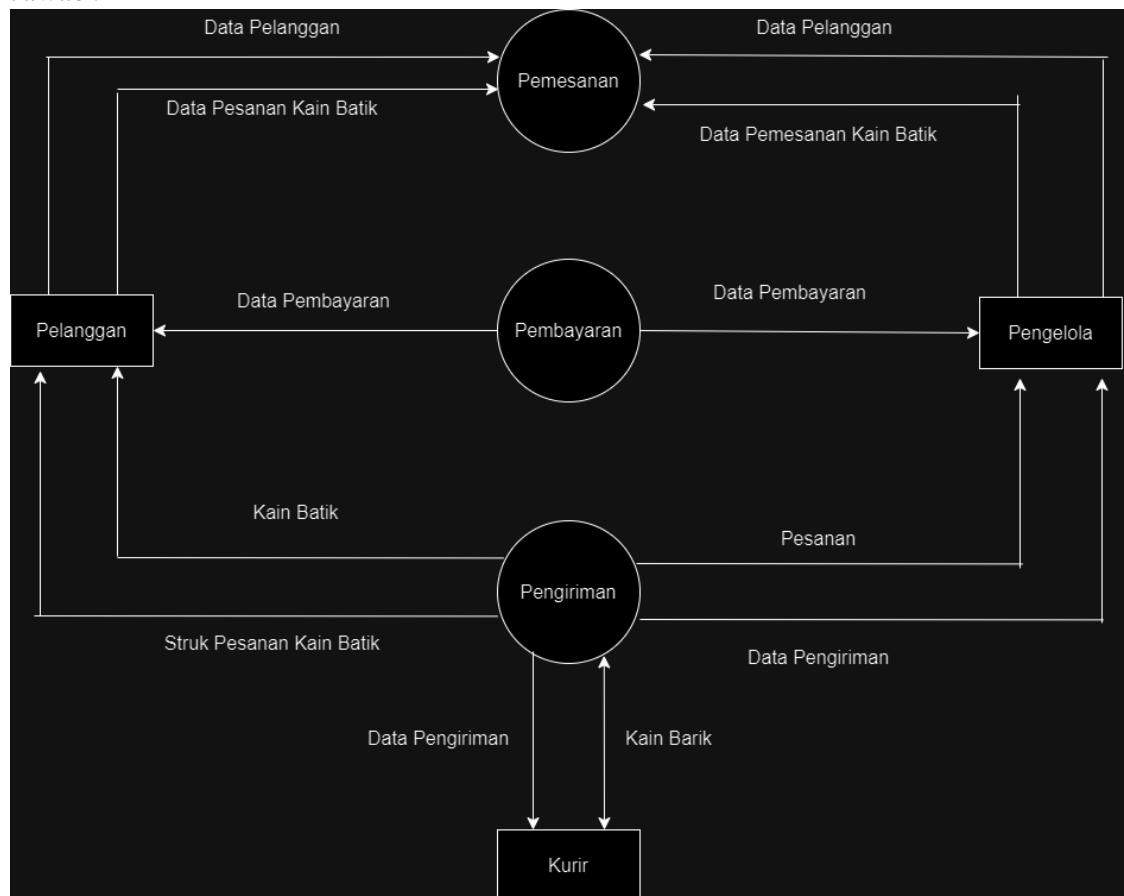 Data Pelanggan
Data Pelanggan
Pemesanan
Data Pesanan Kain Batik
Data Pemesanan Kain Batik
Data Pembayaran
Data Pembayaran
Pelanggan
Pembayaran
Pengelola
Kain Batik
Pesanan
Pengiriman
Struk Pesanan Kain Batik
Data Pengiriman
Data Pengiriman
Kain Barik
Kurir